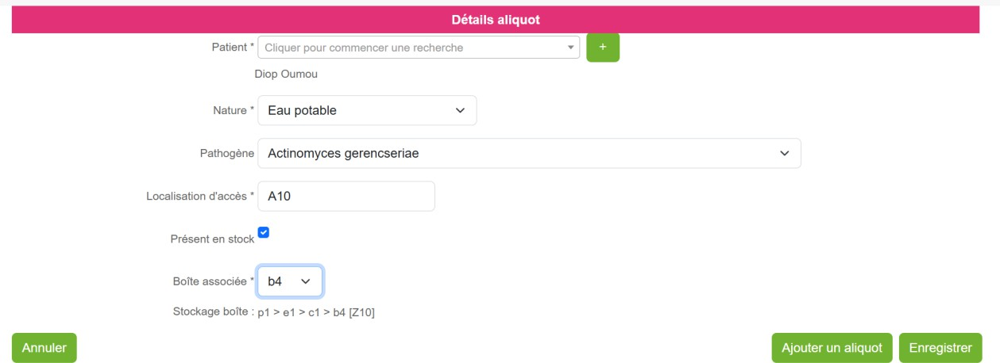 Détails aliquot
Patient * Cliquer pour commencer une recherche +
Diop Oumou
Nature * Eau potable
Pathogène Actinomyces gerencseriae
Localisation d'accès * A10
Présent en stock
Boîte associée * b4
Stockage boîte : p1 > e1 > c1 > b4 [Z10]
Annuler Ajouter un aliquot Enregistrer